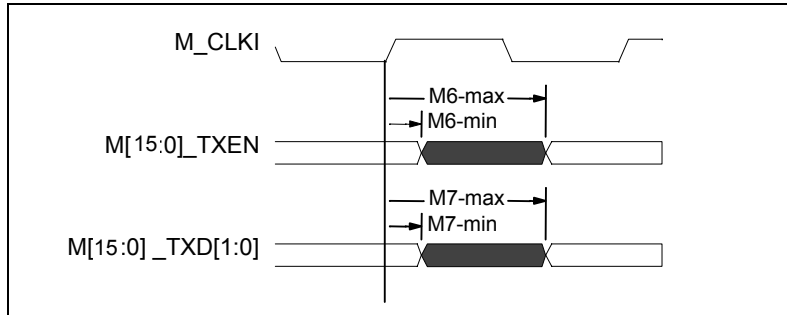 M_CLKI
M6-max
M6-min
M[15:0]_TXEN
M7-max
M7-min
M[15:0] _TXD[1:0]